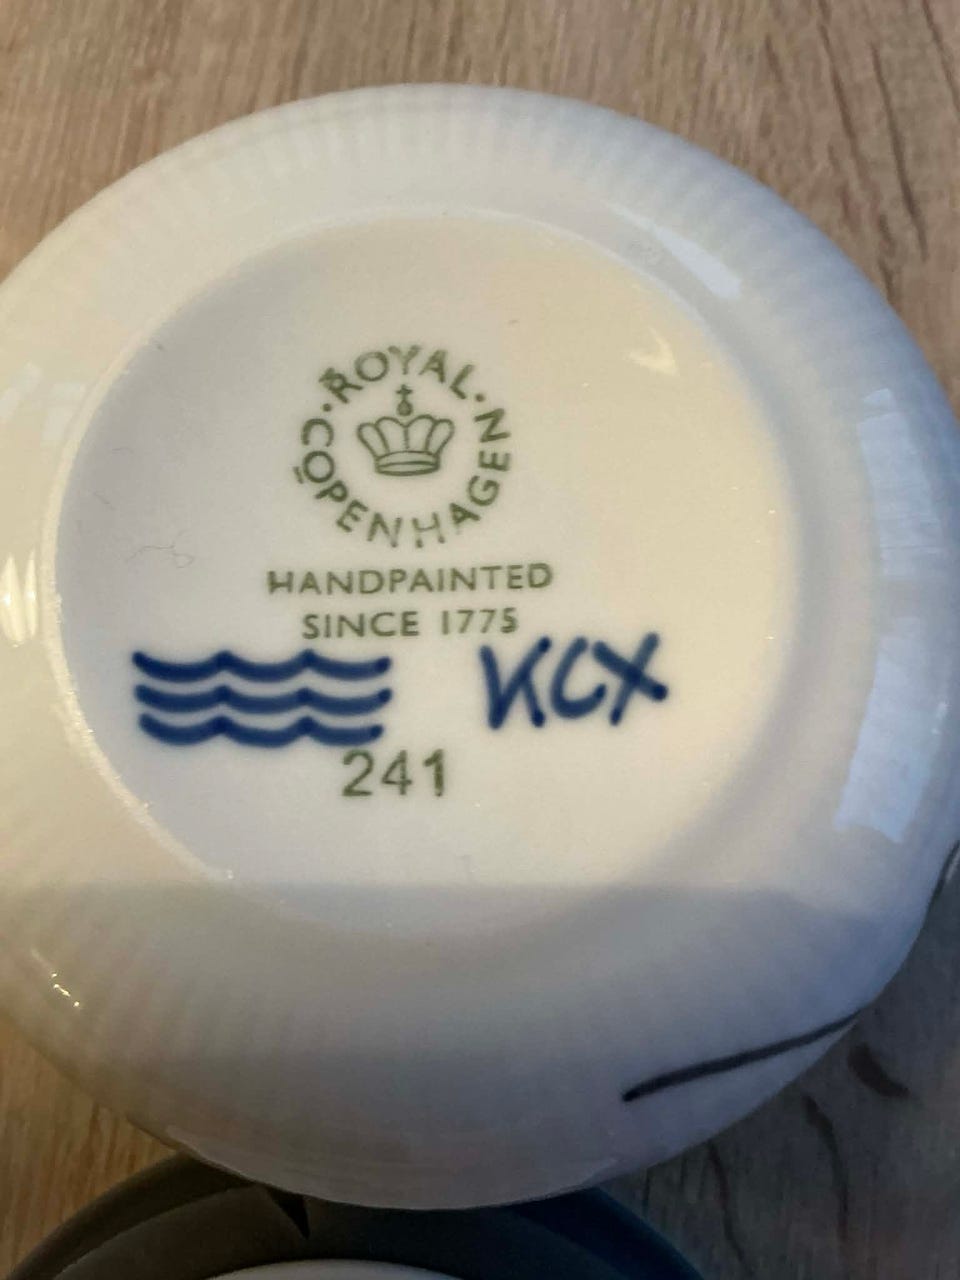 ROYAL · COPENHAGEN ·
HANDPAINTED
SINCE 1775
KCX
241